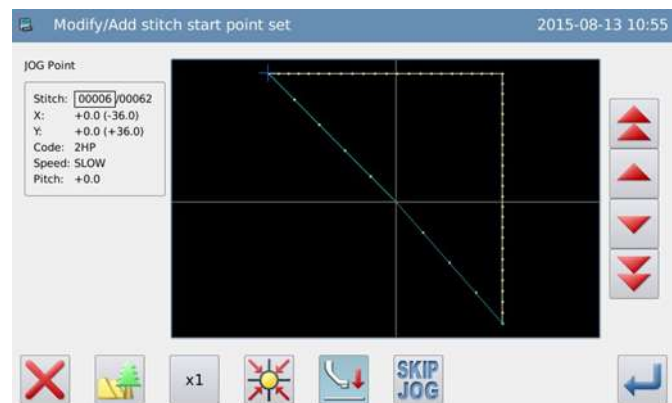 Modify/Add stitch start point set 2015-08-13 10:55
JOG Point
Stitch: 00006/00062
X: +0.0 (-36.0)
Y: +0.0 (+36.0)
Code: 2HP
Speed: SLOW
Pitch: +0.0
x1
SKIP
JOG